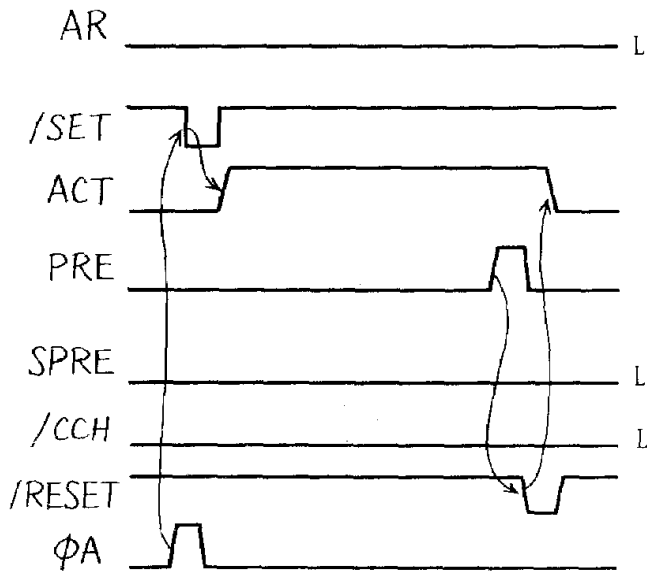 AR L
/SET
ACT
PRE
SPRE L
/CCH L
/RESET
φA